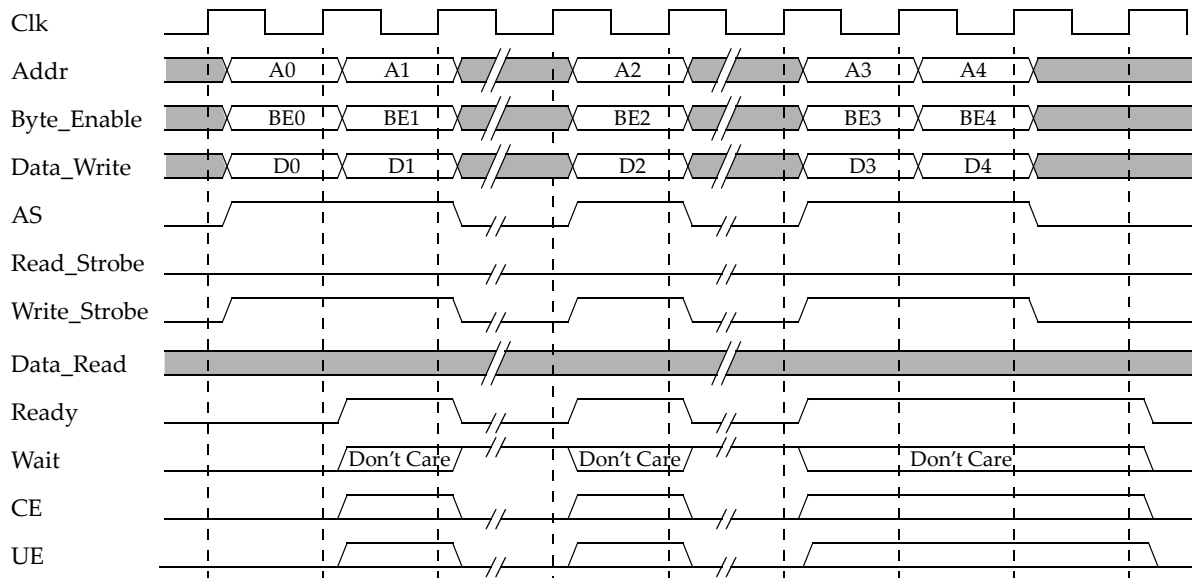 Clk
Addr A0 A1 A2 A3 A4
Byte_Enable BE0 BE1 BE2 BE3 BE4
Data_Write D0 D1 D2 D3 D4
AS
Read_Strobe
Write_Strobe
Data_Read
Ready
Wait Don't Care Don't Care Don't Care
CE
UE